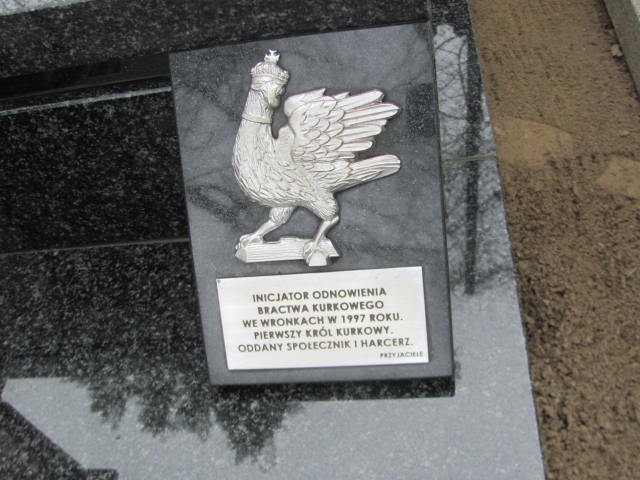 INICJATOR ODNOWIENIA
BRACTWA KURKOWEGO
WE WRONKACH W 1997 ROKU.
PIERWSZY KRÓL KURKOWY.
ODDANY SPOŁECZNIK I HARCERZ.
PRZYJACIELE